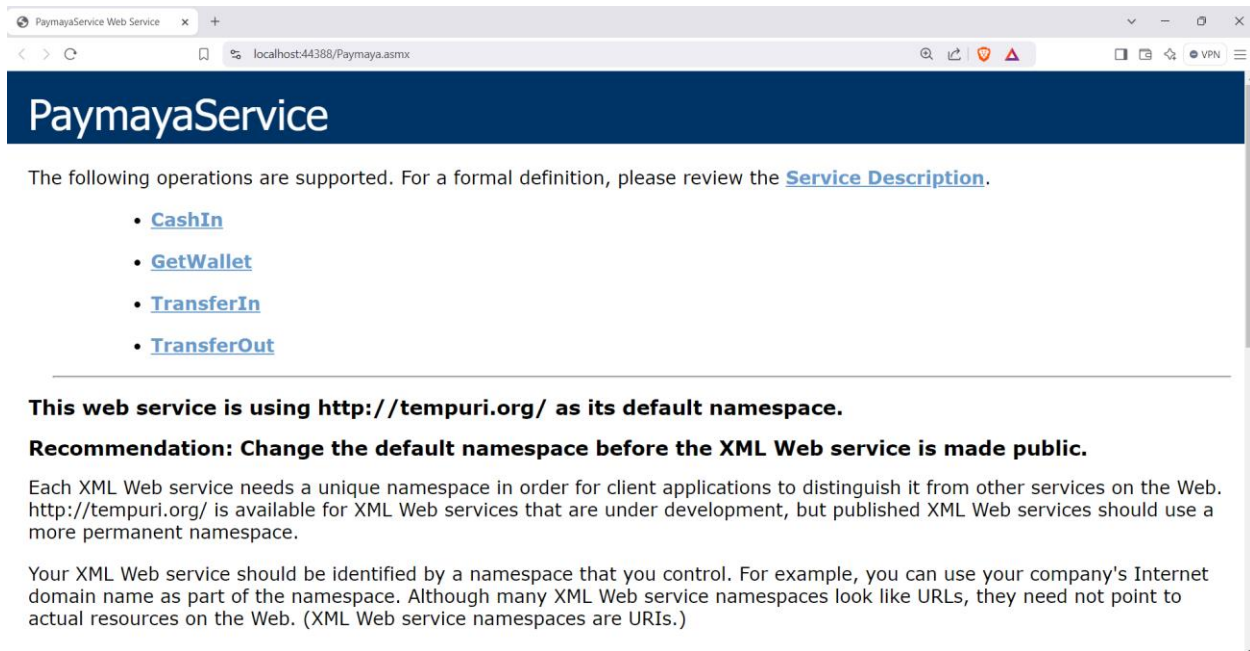 PaymayaService Web Service
localhost:44388/Paymaya.asmx
VPN
PaymayaService
The following operations are supported. For a formal definition, please review the Service Description.
CashIn
GetWallet
TransferIn
TransferOut
This web service is using http://tempuri.org/ as its default namespace.
Recommendation: Change the default namespace before the XML Web service is made public.
Each XML Web service needs a unique namespace in order for client applications to distinguish it from other services on the Web.
http://tempuri.org/ is available for XML Web services that are under development, but published XML Web services should use a
more permanent namespace.
Your XML Web service should be identified by a namespace that you control. For example, you can use your company's Internet
domain name as part of the namespace. Although many XML Web service namespaces look like URLs, they need not point to
actual resources on the Web. (XML Web service namespaces are URIs.)